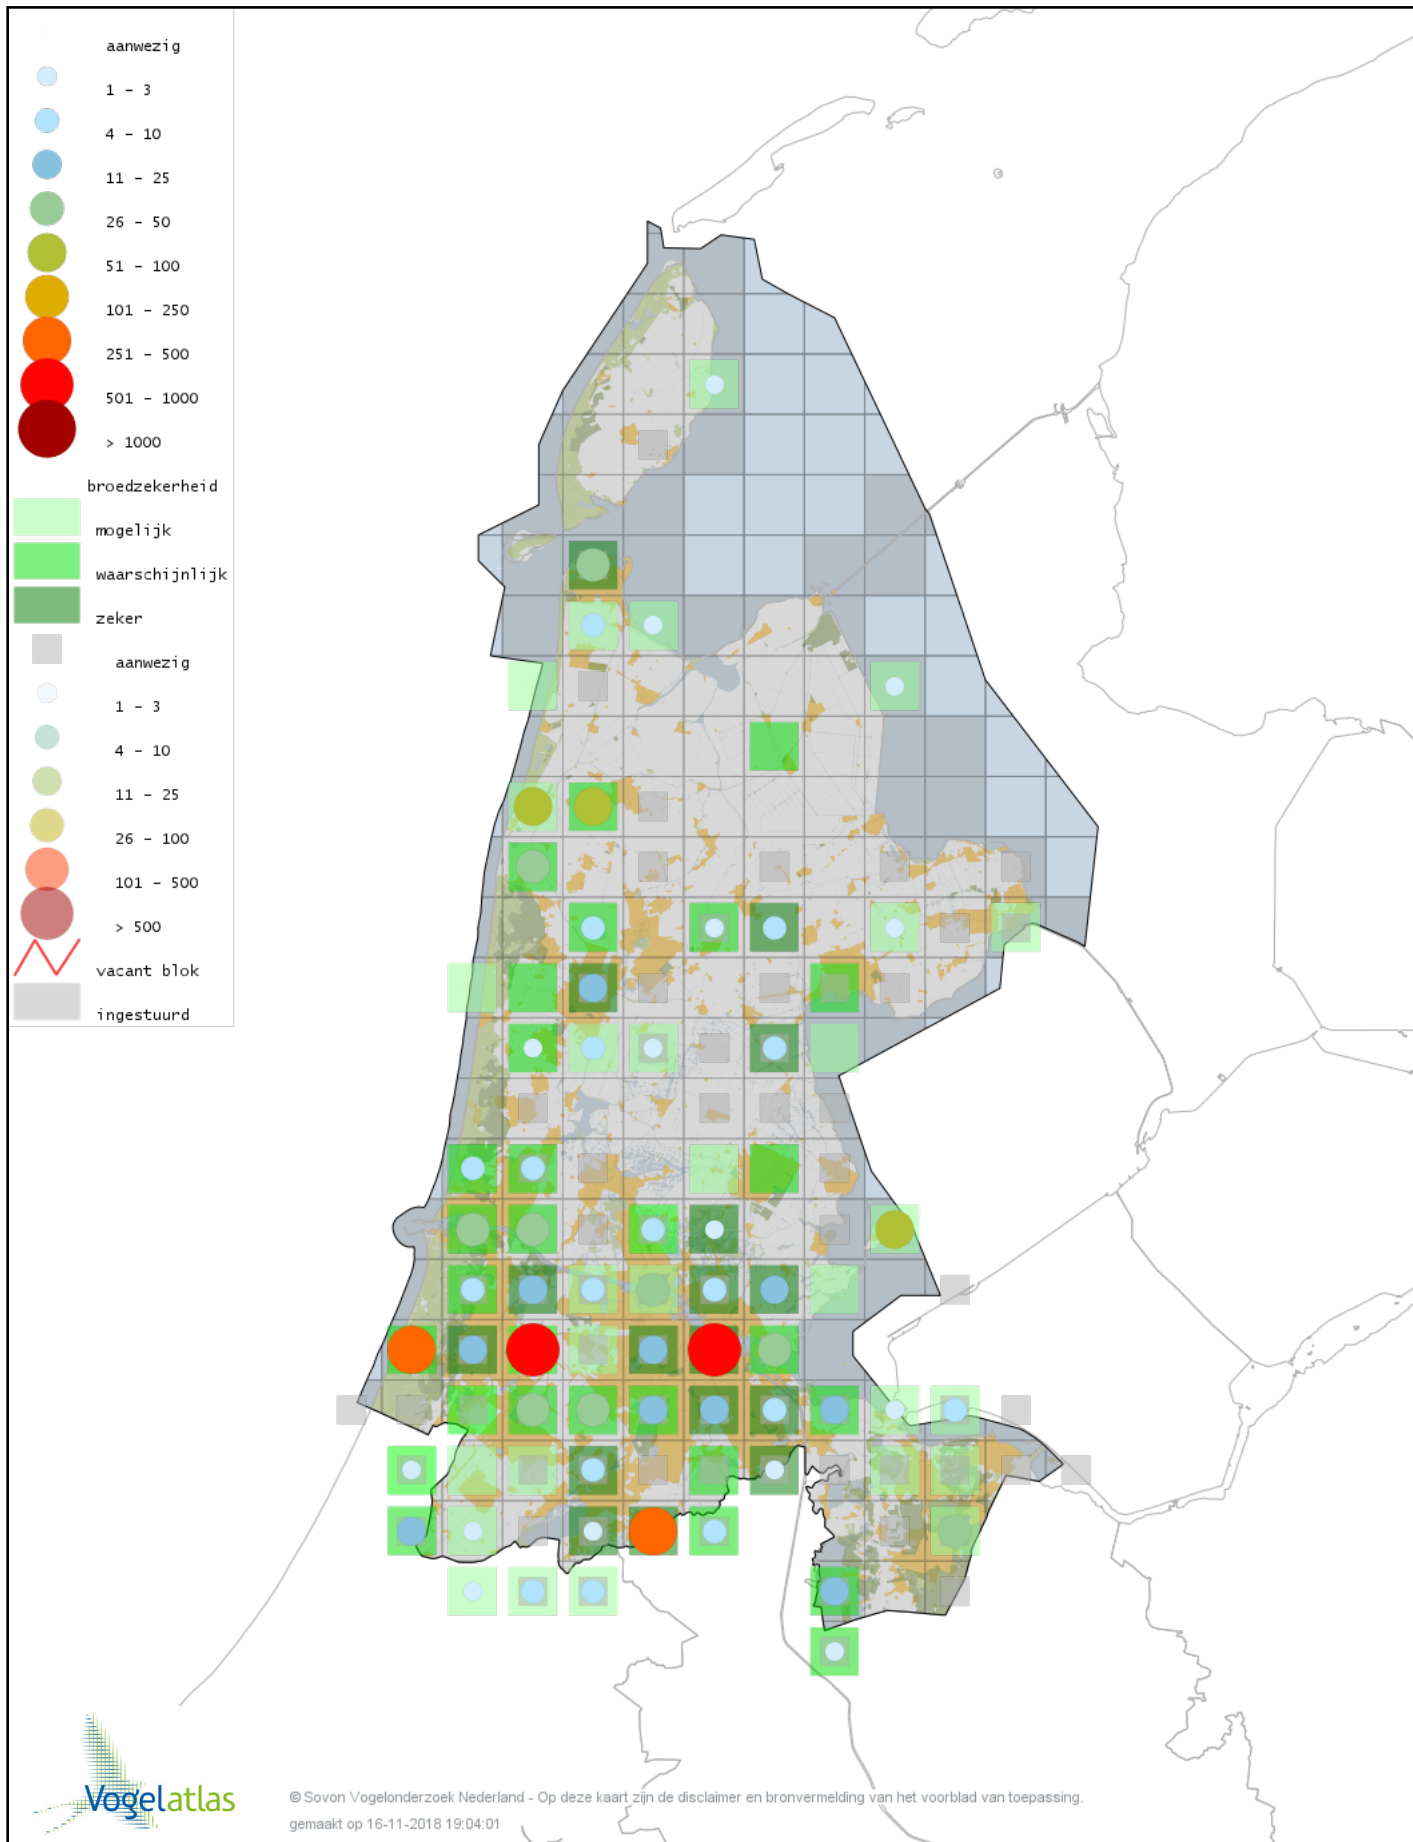 aanwezig
1 - 3
4 - 10
11 - 25
26 - 50
51 - 100
101 - 250
251 - 500
501 - 1000
> 1000
broedzekerheid
mogelijk
waarschijnlijk
zeker
aanwezig
1 - 3
4 - 10
11 - 25
26 - 100
101 - 500
> 500
vacant blok
ingestuurd
Vogelatlas
© Sovon Vogelonderzoek Nederland - Op deze kaart zijn de disclaimer en bronvermelding van het voorblad van toepassing.
gemaakt op 16-11-2018 19:04:01